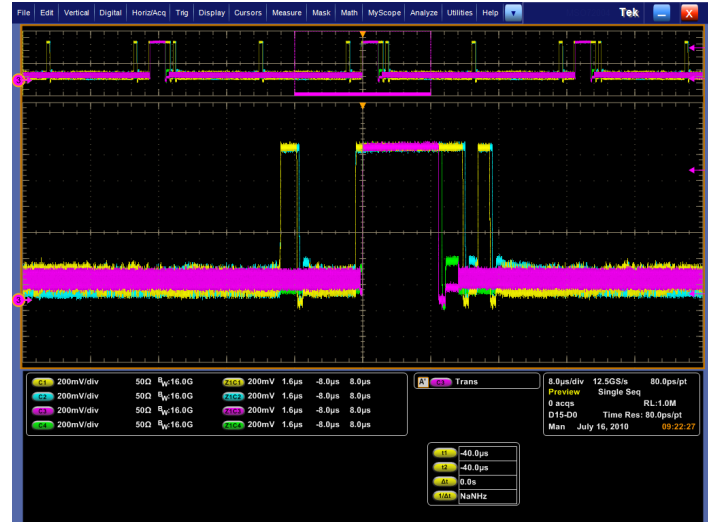 File Edit Vertical Digital Horiz/Acq Trig Display Cursors Measure Mask Math MyScope Analyze Utilities Help Tek X
3
3
C1 200mV/div 50Ω BW:16.0G Z1C1 200mV 1.6µs -8.0µs 8.0µs
C2 200mV/div 50Ω BW:16.0G Z1C2 200mV 1.6µs -8.0µs 8.0µs
C3 200mV/div 50Ω BW:16.0G Z1C3 200mV 1.6µs -8.0µs 8.0µs
C4 200mV/div 50Ω BW:16.0G Z1C4 200mV 1.6µs -8.0µs 8.0µs
A' C3 Trans
8.0µs/div 12.5GS/s 80.0ps/pt
Preview Single Seq
0 acqs RL:1.0M
D15-D0 Time Res: 80.0ps/pt
Man July 16, 2010 09:22:27
t1 -40.0µs
t2 -40.0µs
Δt 0.0s
1/Δt NaNHz